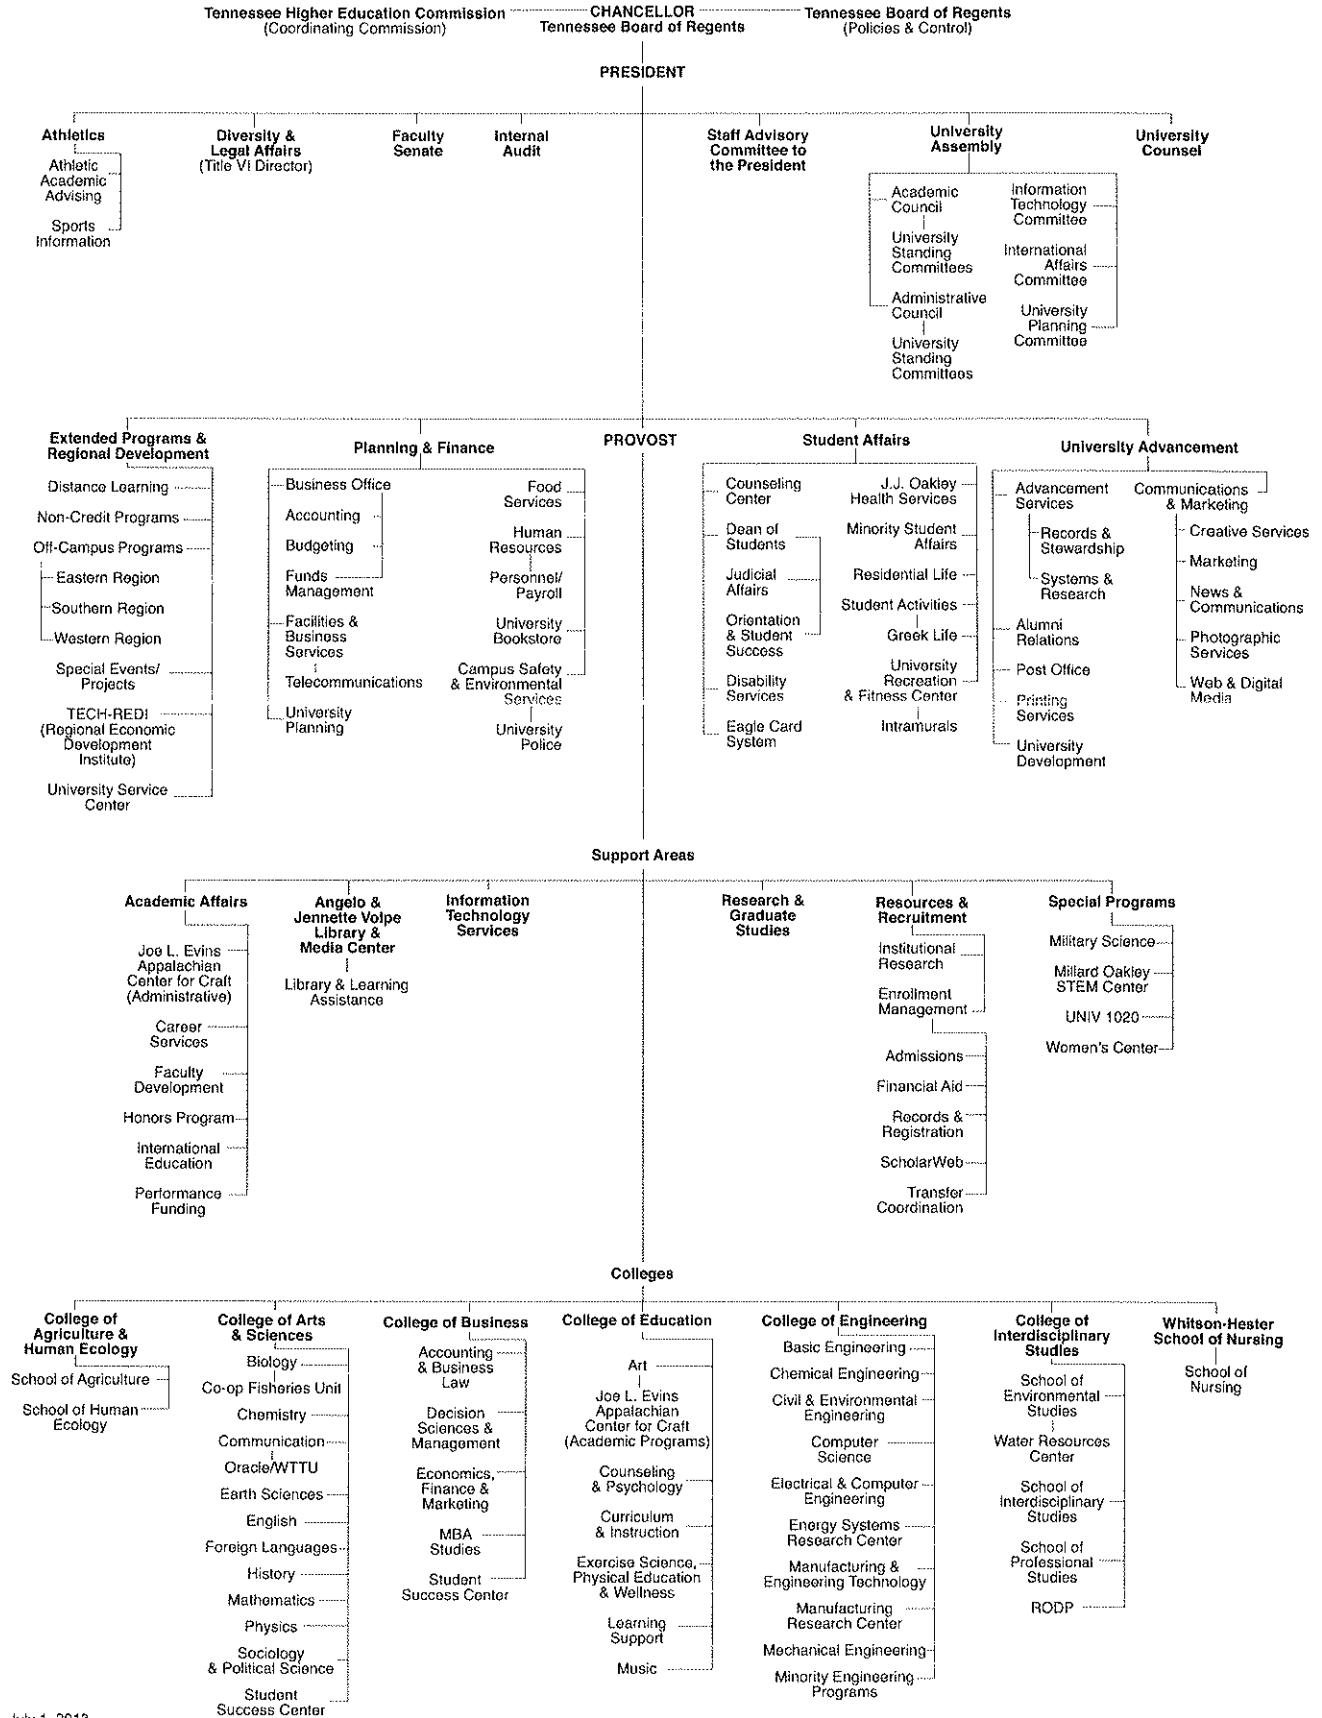 Tennessee Higher Education Commission
(Coordinating Commission)
CHANCELLOR
Tennessee Board of Regents
Tennessee Board of Regents
(Policies & Control)
PRESIDENT
Athletics
Athletic
Academic
Advising
Sports
Information
Diversity &
Legal Affairs
(Title VI Director)
Faculty
Senate
Internal
Audit
Staff Advisory
Committee to
the President
University
Assembly
Academic
Council
University
Standing
Committees
Administrative
Council
University
Standing
Committees
Information
Technology
Committee
International
Affairs
Committee
University
Planning
Committee
University
Counsel
Extended Programs &
Regional Development
Distance Learning
Non-Credit Programs
Off-Campus Programs
Eastern Region
Southern Region
Western Region
Special Events/
Projects
TECH-REDI
(Regional Economic
Development
Institute)
University Service
Center
Planning & Finance
Business Office
Accounting
Budgeting
Funds
Management
Facilities &
Business
Services
Telecommunications
University
Planning
Food
Services
Human
Resources
Personnel/
Payroll
University
Bookstore
Campus Safety
& Environmental
Services
University
Police
PROVOST
Student Affairs
Counseling
Center
Dean of
Students
Judicial
Affairs
Orientation
& Student
Success
Disability
Services
Eagle Card
System
J.J. Oakley
Health Services
Minority Student
Affairs
Residential Life
Student Activities
Greek Life
University
Recreation
& Fitness Center
Intramurals
University Advancement
Advancement
Services
Records &
Stewardship
Systems &
Research
Alumni
Relations
Post Office
Printing
Services
University
Development
Communications
& Marketing
Creative Services
Marketing
News &
Communications
Photographic
Services
Web & Digital
Media
Support Areas
Academic Affairs
Joe L. Evins
Appalachian
Center for Craft
(Administrative)
Career
Services
Faculty
Development
Honors Program
International
Education
Performance
Funding
Angelo &
Jennette Volpe
Library &
Media Center
Library & Learning
Assistance
Information
Technology
Services
Research &
Graduate
Studies
Resources &
Recruitment
Institutional
Research
Enrollment
Management
Admissions
Financial Aid
Records &
Registration
ScholarWeb
Transfer
Coordination
Special Programs
Military Science
Millard Oakley
STEM Center
UNIV 1020
Women's Center
Colleges
College of
Agriculture &
Human Ecology
School of Agriculture
School of Human
Ecology
College of Arts
& Sciences
Biology
Co-op Fisheries Unit
Chemistry
Communication
Oracle/WTTU
Earth Sciences
English
Foreign Languages
History
Mathematics
Physics
Sociology
& Political Science
Student
Success Center
College of Business
Accounting
& Business
Law
Decision
Sciences &
Management
Economics,
Finance &
Marketing
MBA
Studies
Student
Success Center
College of Education
Art
Joe L. Evins
Appalachian
Center for Craft
(Academic Programs)
Counseling
& Psychology
Curriculum
& Instruction
Exercise Science,
Physical Education
& Wellness
Learning
Support
Music
College of Engineering
Basic Engineering
Chemical Engineering
Civil & Environmental
Engineering
Computer
Science
Electrical & Computer
Engineering
Energy Systems
Research Center
Manufacturing &
Engineering Technology
Manufacturing
Research Center
Mechanical Engineering
Minority Engineering
Programs
College of
Interdisciplinary
Studies
School of
Environmental
Studies
Water Resources
Center
School of
Interdisciplinary
Studies
School of
Professional
Studies
RODP
Whitson-Hester
School of Nursing
School of
Nursing
July 1, 2013